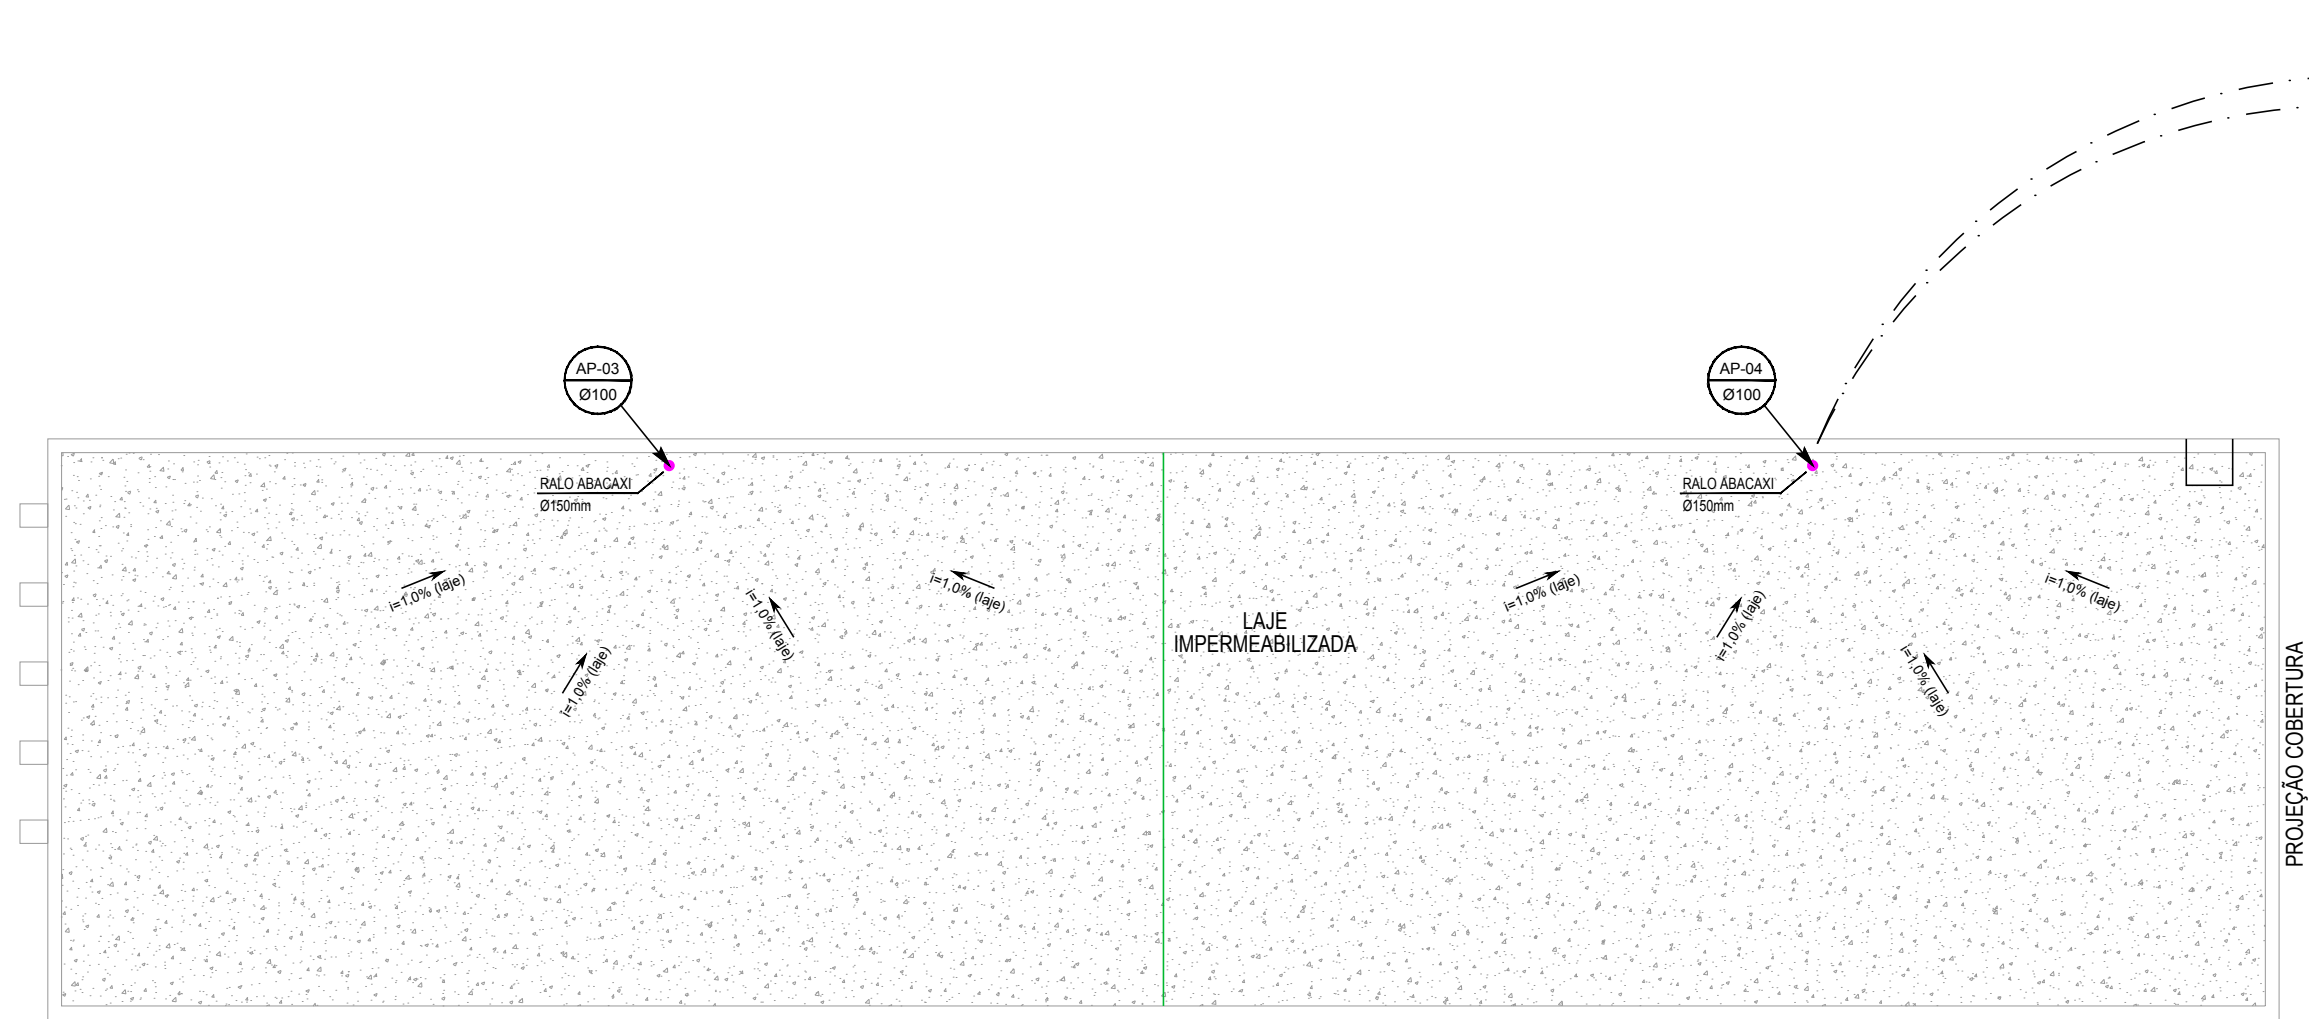 AP-03
Ø100
AP-04
Ø100
RALO ABACAXI
Ø150mm
RALO ABACAXI
Ø150mm
i=1,0% (laje)
i=1,0% (laje)
i=1,0% (laje)
i=1,0% (laje)
LAJE
IMPERMEABILIZADA
i=1,0% (laje)
i=1,0% (laje)
i=1,0% (laje)
i=1,0% (laje)
PROJEÇÃO COBERTURA